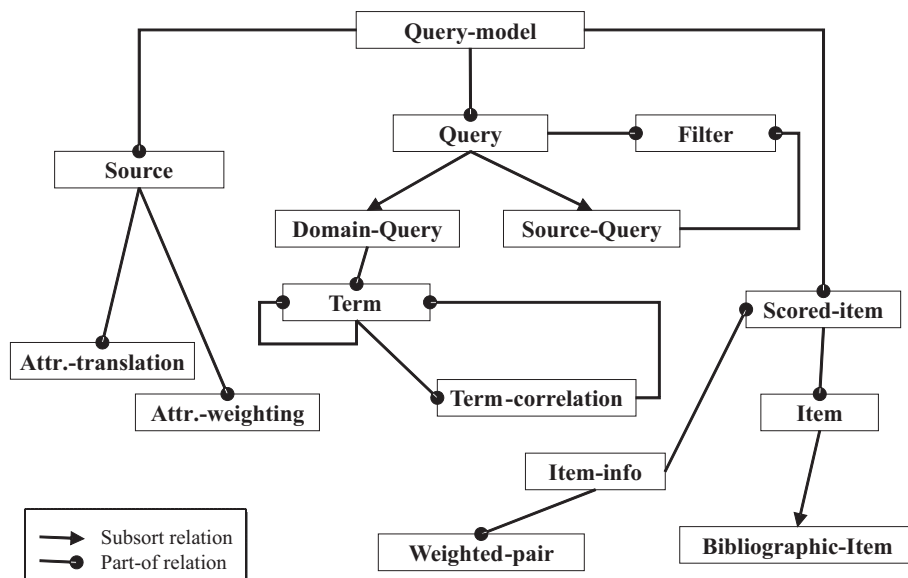 Query-model
Query
Filter
Source
Domain-Query
Source-Query
Term
Scored-item
Attr.-translation
Attr.-weighting
Term-correlation
Item
Item-info
Weighted-pair
Bibliographic-Item
Subsort relation
Part-of relation